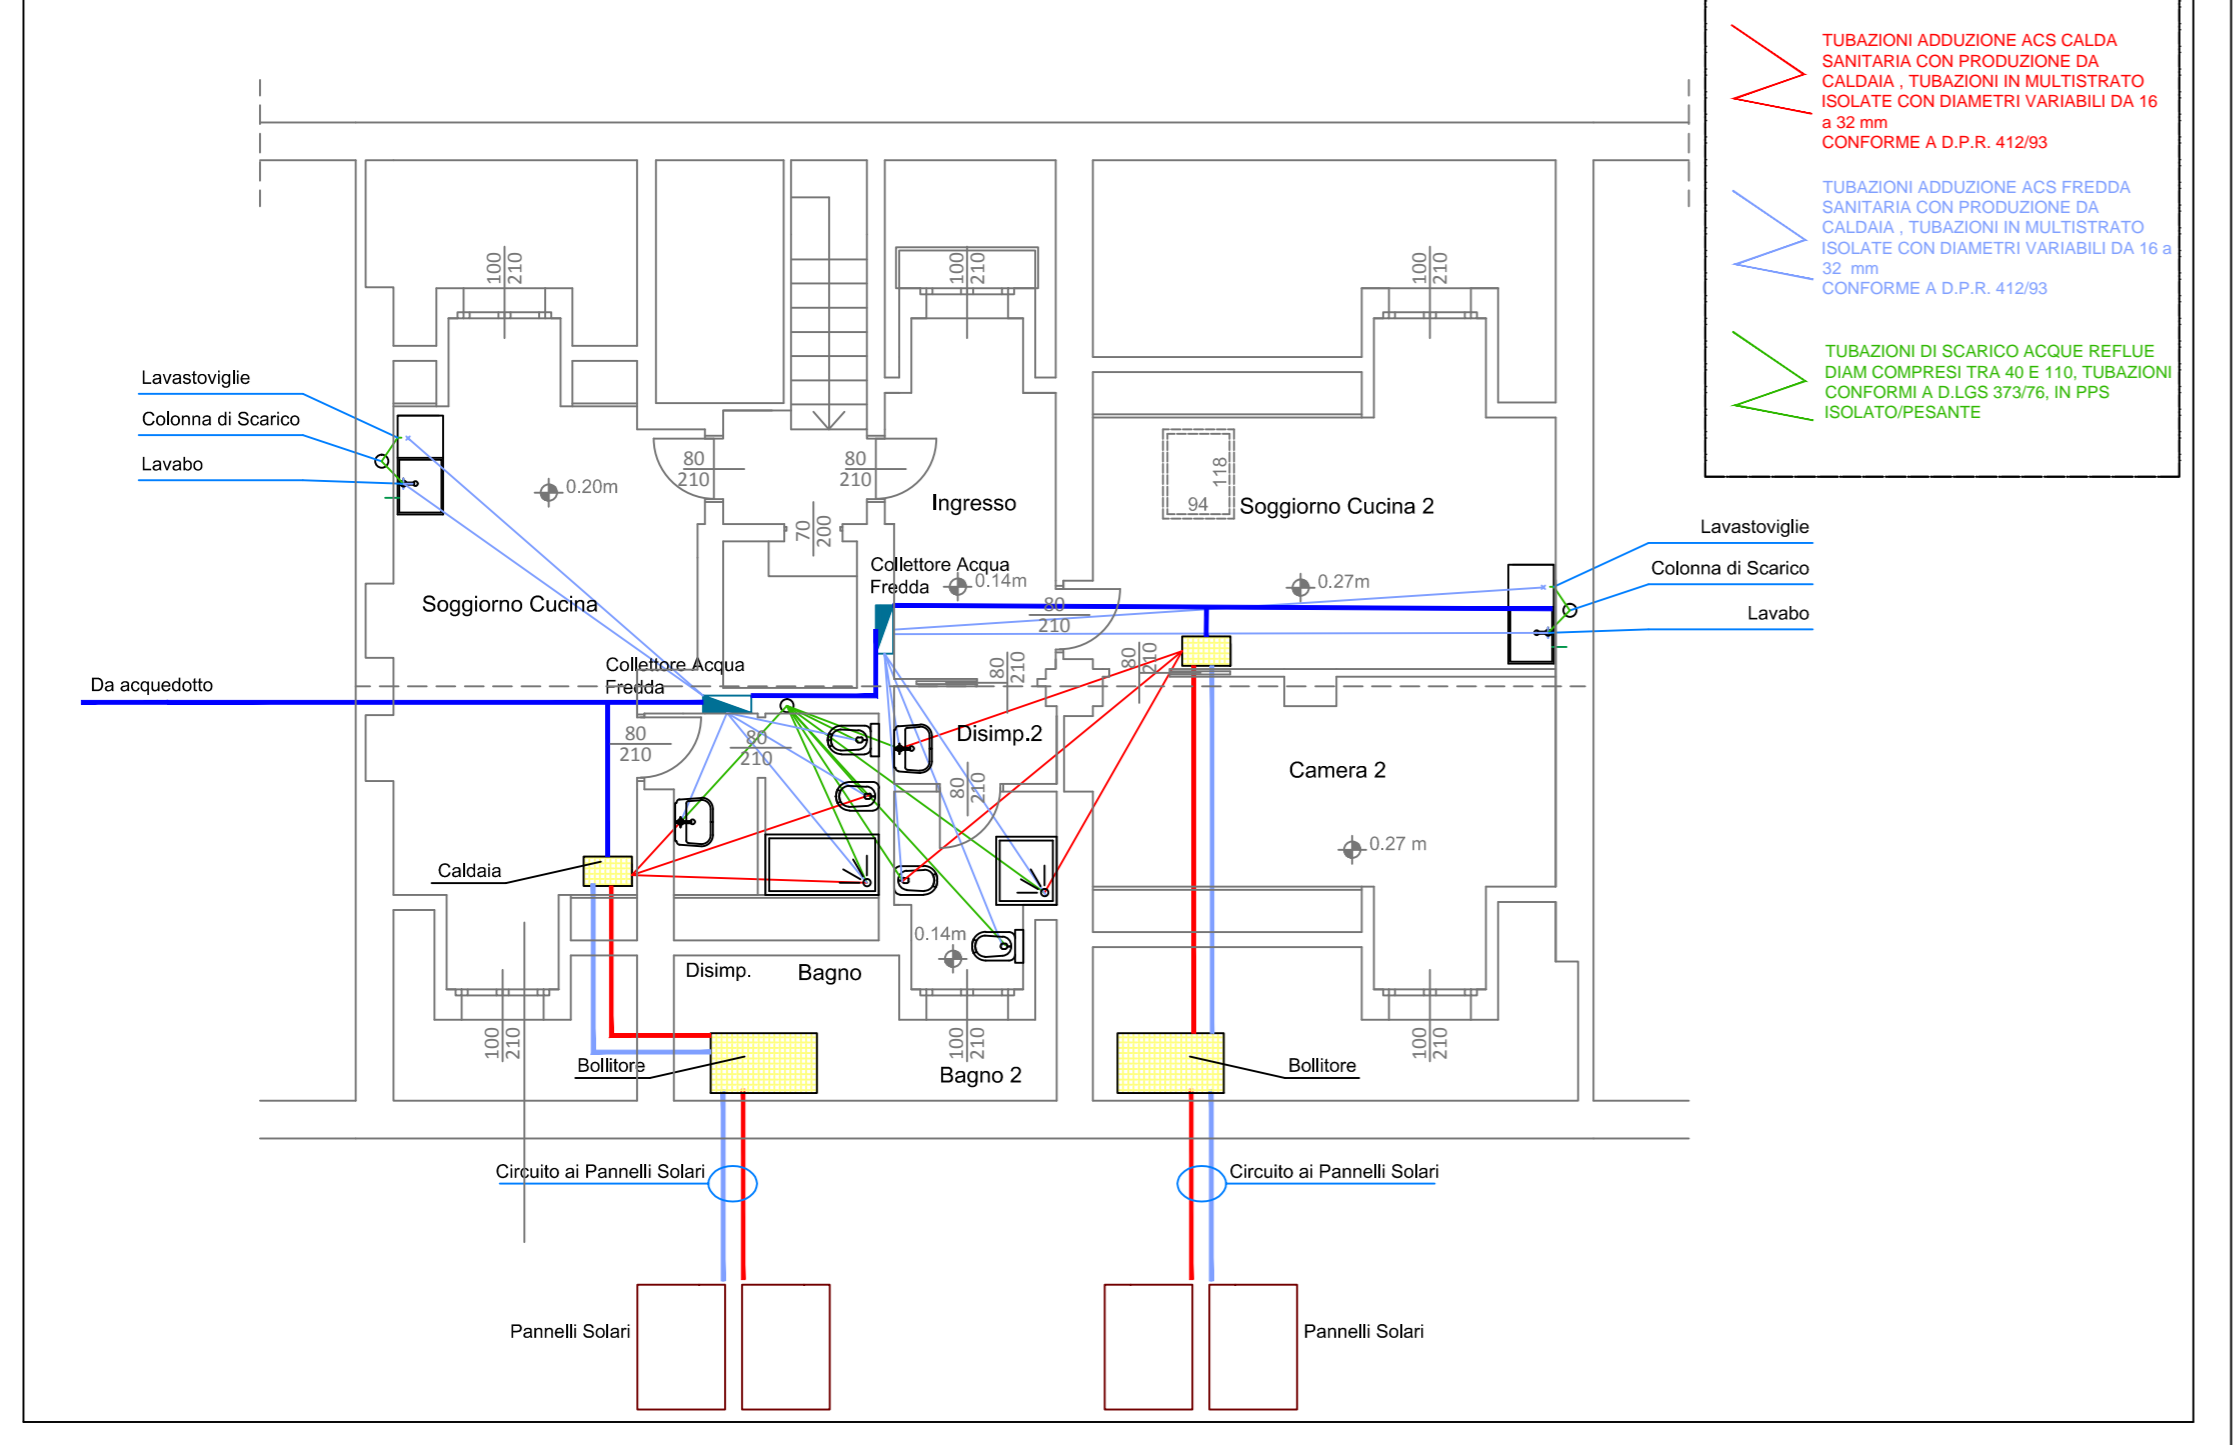 TUBAZIONI ADDUZIONE ACS CALDA
SANITARIA CON PRODUZIONE DA
CALDAIA , TUBAZIONI IN MULTISTRATO
ISOLATE CON DIAMETRI VARIABILI DA 16
a 32 mm
CONFORME A D.P.R. 412/93
TUBAZIONI ADDUZIONE ACS FREDDA
SANITARIA CON PRODUZIONE DA
CALDAIA , TUBAZIONI IN MULTISTRATO
ISOLATE CON DIAMETRI VARIABILI DA 16 a
32 mm
CONFORME A D.P.R. 412/93
TUBAZIONI DI SCARICO ACQUE REFLUE
DIAM COMPRESI TRA 40 E 110, TUBAZIONI
CONFORMI A D.LGS 373/76, IN PPS
ISOLATO/PESANTE
100
210
100
210
100
210
Lavastoviglie
Colonna di Scarico
Lavabo
80
210
80
210
0.20m
Ingresso
118
94
Soggiorno Cucina 2
70
200
Lavastoviglie
Colonna di Scarico
Lavabo
Collettore Acqua
Fredda
0.14m
0.27m
Soggiorno Cucina
80
210
Collettore Acqua
Fredda
80
210
80
210
Da acquedotto
80
210
80
210
Disimp.2
80
210
Camera 2
0.27 m
Caldaia
0.14m
Disimp.
Bagno
100
210
100
210
100
210
Bollitore
Bagno 2
Bollitore
Circuito ai Pannelli Solari
Circuito ai Pannelli Solari
Pannelli Solari
Pannelli Solari